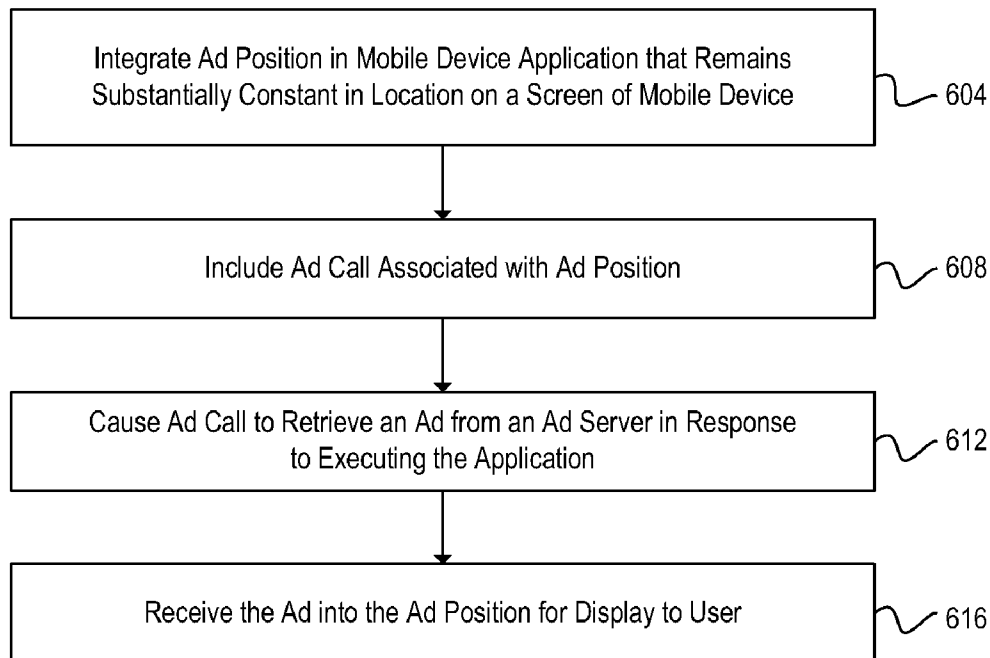 Integrate Ad Position in Mobile Device Application that Remains
Substantially Constant in Location on a Screen of Mobile Device
604
Include Ad Call Associated with Ad Position
608
Cause Ad Call to Retrieve an Ad from an Ad Server in Response
to Executing the Application
612
Receive the Ad into the Ad Position for Display to User
616